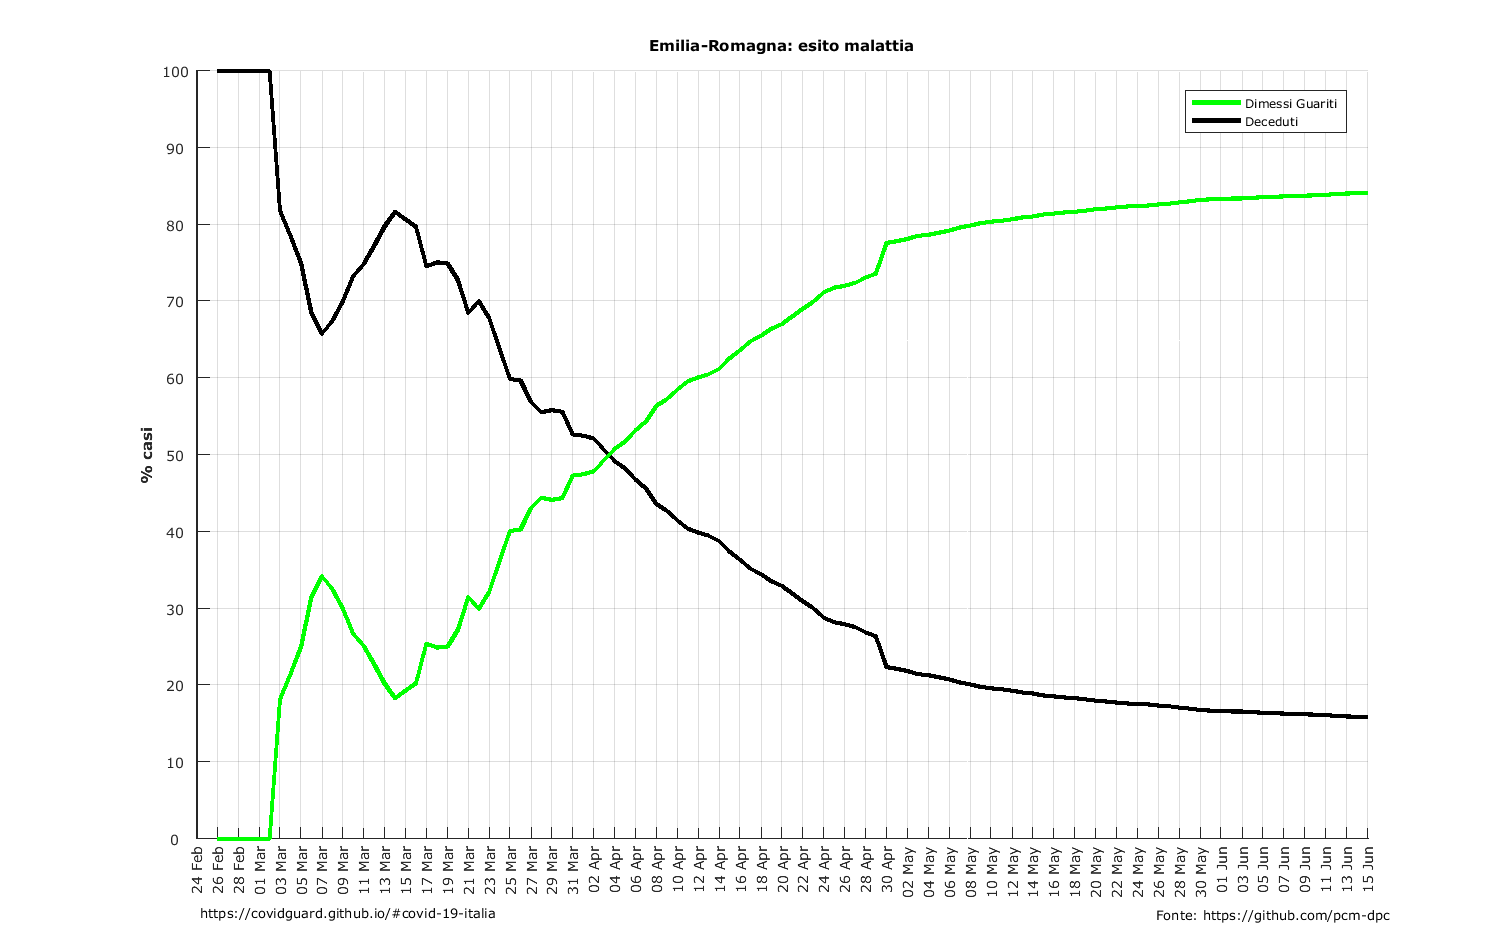 Emilia-Romagna: esito malattia
Dimessi Guariti
Deceduti
% casi
100
90
80
70
60
50
40
30
20
10
0
24 Feb
26 Feb
28 Feb
01 Mar
03 Mar
05 Mar
07 Mar
09 Mar
11 Mar
13 Mar
15 Mar
17 Mar
19 Mar
21 Mar
23 Mar
25 Mar
27 Mar
29 Mar
31 Mar
02 Apr
04 Apr
06 Apr
08 Apr
10 Apr
12 Apr
14 Apr
16 Apr
18 Apr
20 Apr
22 Apr
24 Apr
26 Apr
28 Apr
30 Apr
02 May
04 May
06 May
08 May
10 May
12 May
14 May
16 May
18 May
20 May
22 May
24 May
26 May
28 May
30 May
01 Jun
03 Jun
05 Jun
07 Jun
09 Jun
11 Jun
13 Jun
15 Jun
https://covidguard.github.io/#covid-19-italia
Fonte: https://github.com/pcm-dpc